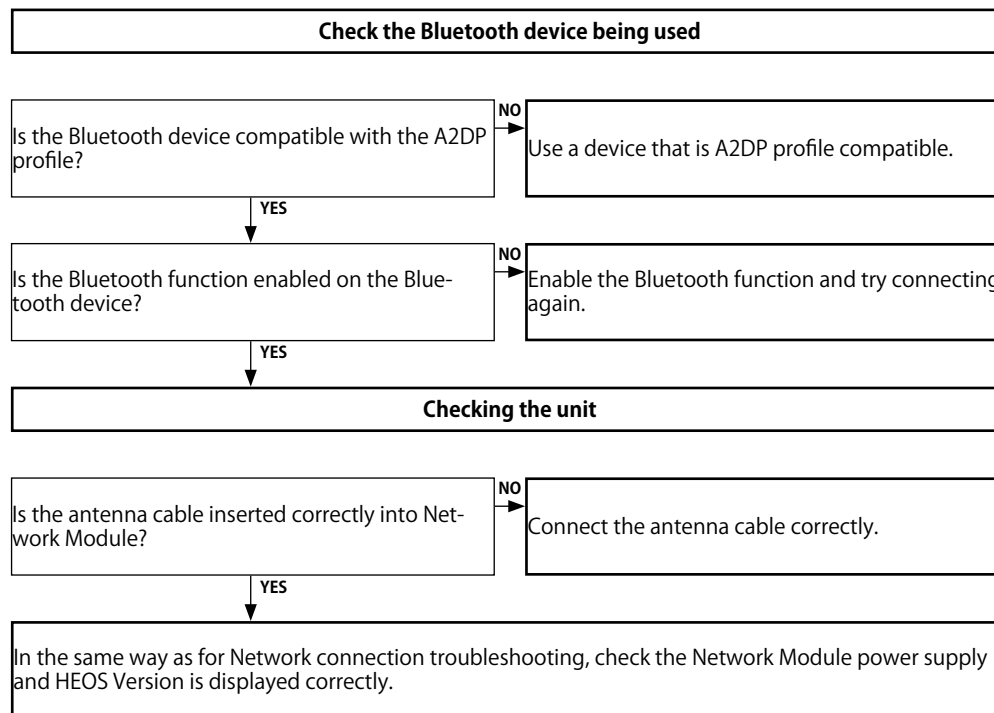 Check the Bluetooth device being used
Is the Bluetooth device compatible with the A2DP
profile?
NO
Use a device that is A2DP profile compatible.
YES
Is the Bluetooth function enabled on the Blue-
tooth device?
NO
Enable the Bluetooth function and try connecting
again.
YES
Checking the unit
Is the antenna cable inserted correctly into Net-
work Module?
NO
Connect the antenna cable correctly.
YES
In the same way as for Network connection troubleshooting, check the Network Module power supply
and HEOS Version is displayed correctly.